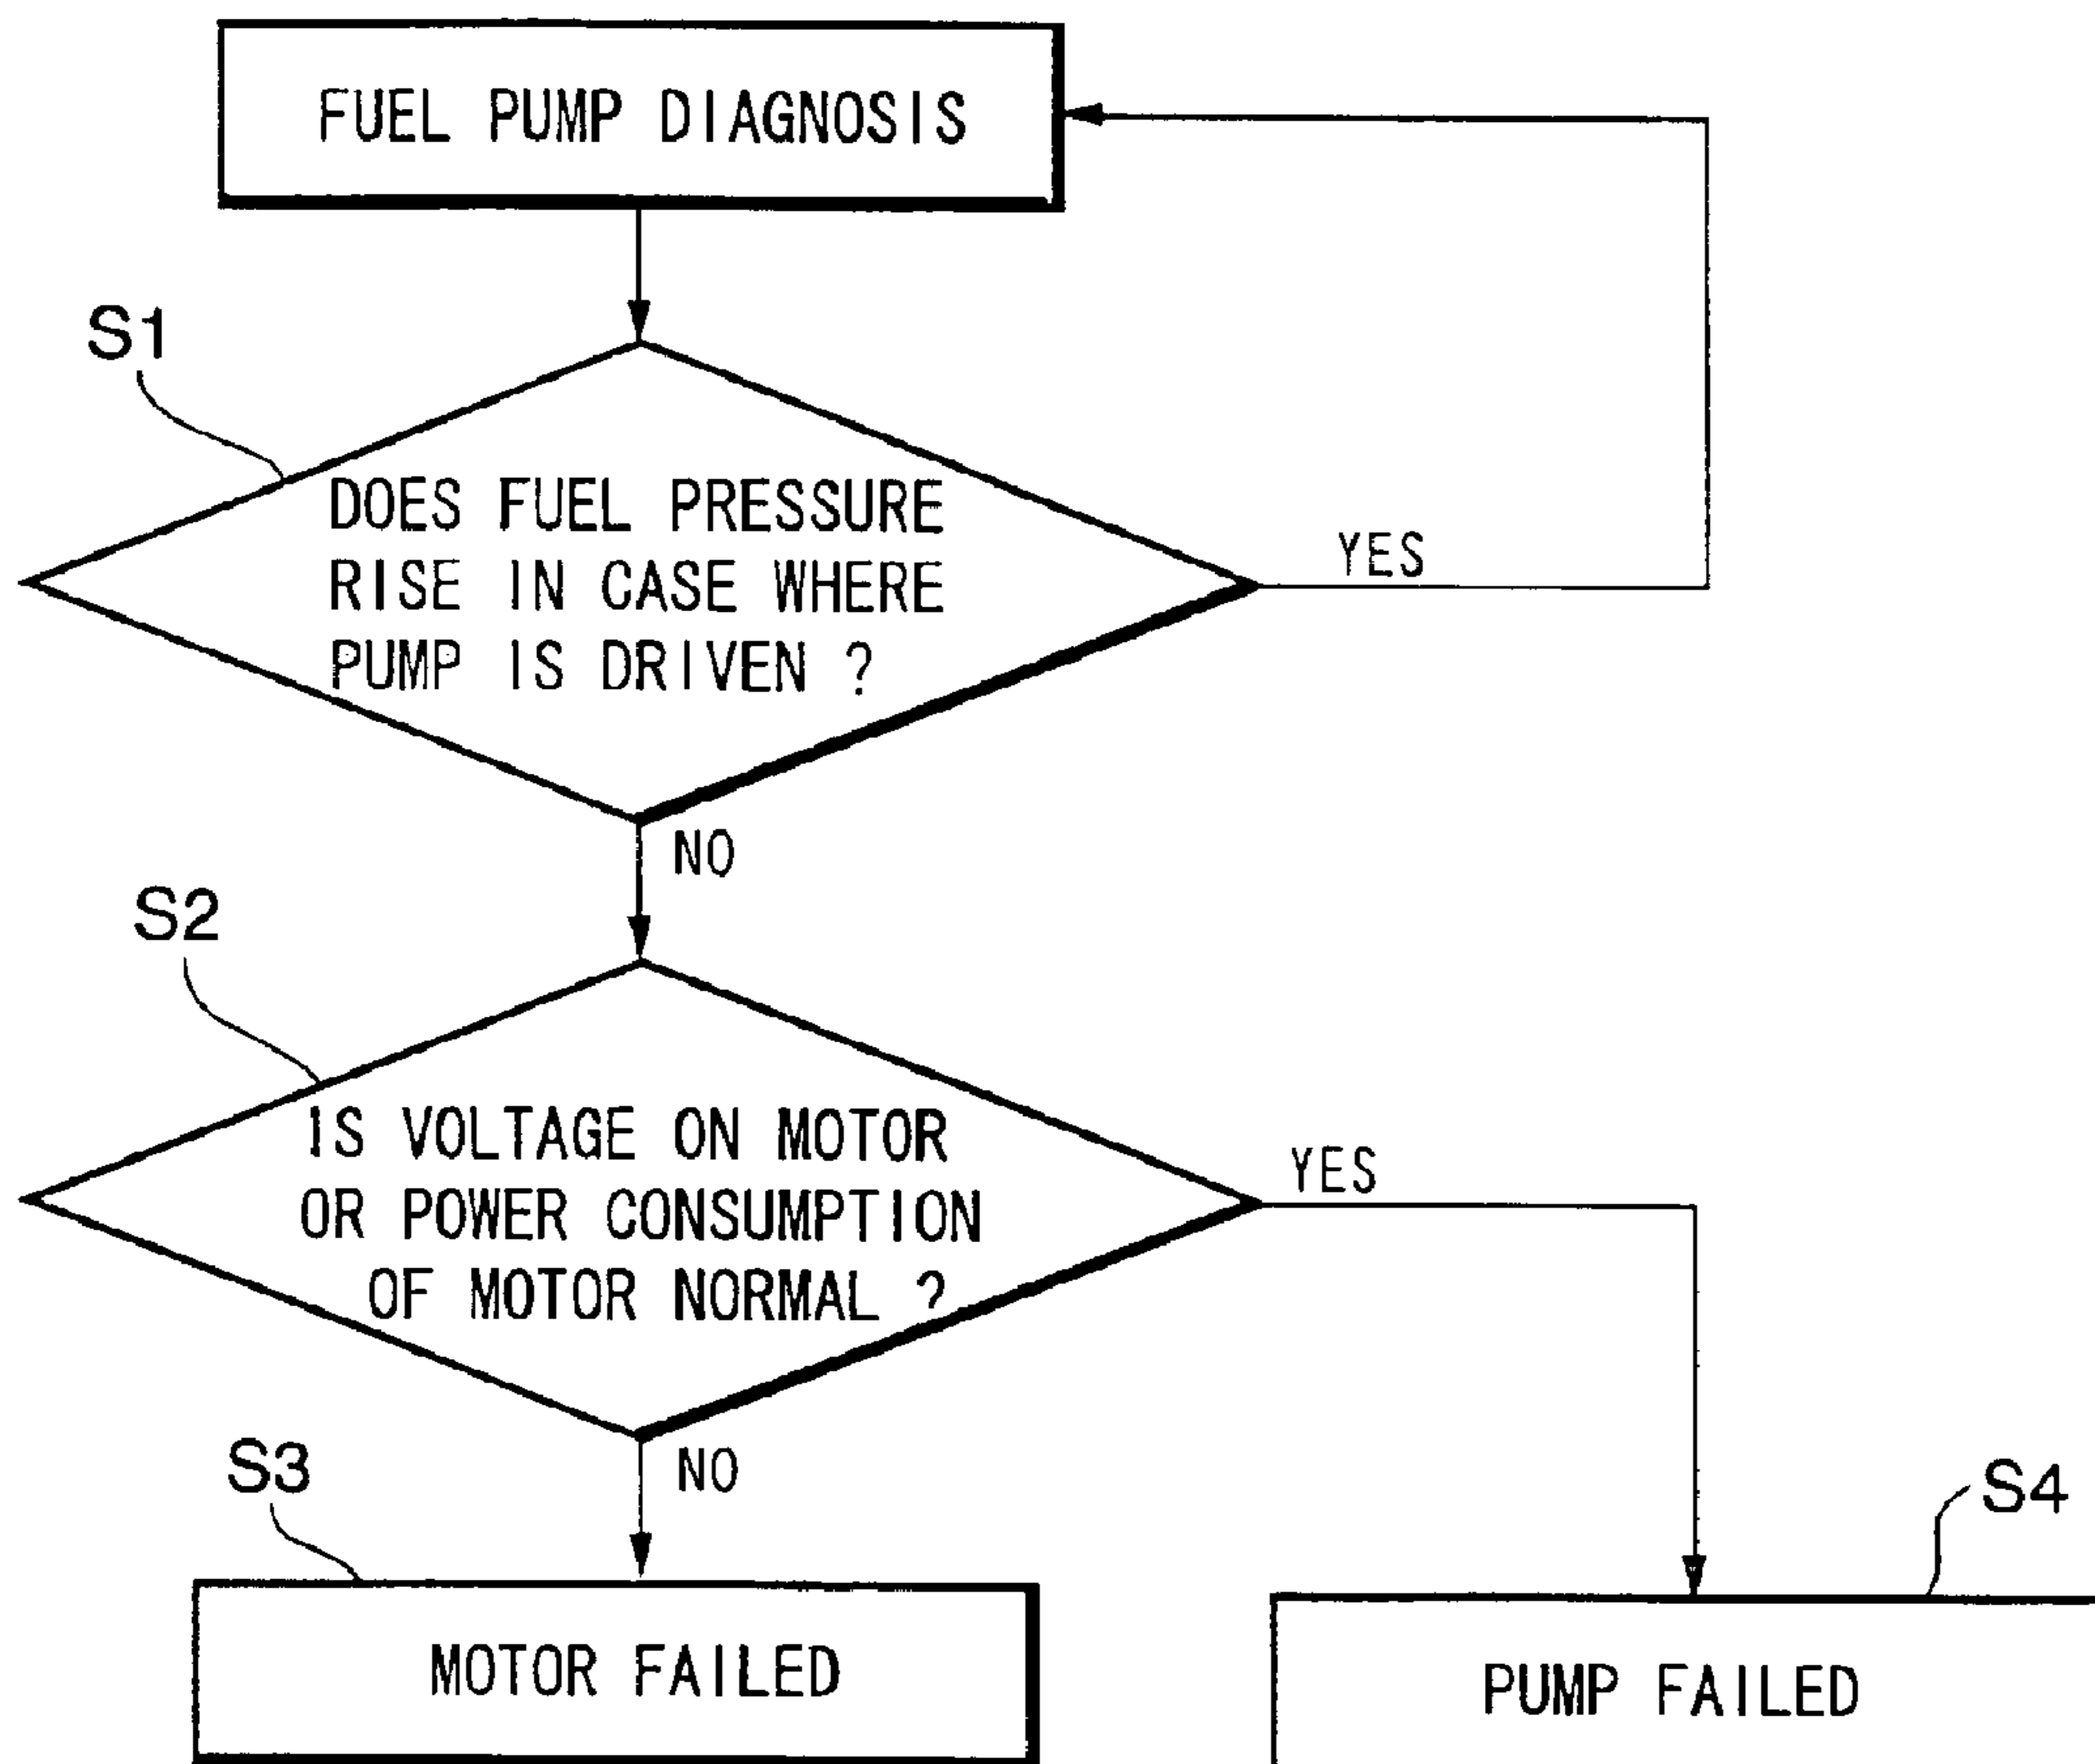 FUEL PUMP DIAGNOSIS
S1
DOES FUEL PRESSURE
RISE IN CASE WHERE
PUMP IS DRIVEN ?
YES
NO
S2
IS VOLTAGE ON MOTOR
OR POWER CONSUMPTION
OF MOTOR NORMAL ?
YES
NO
S3
MOTOR FAILED
S4
PUMP FAILED